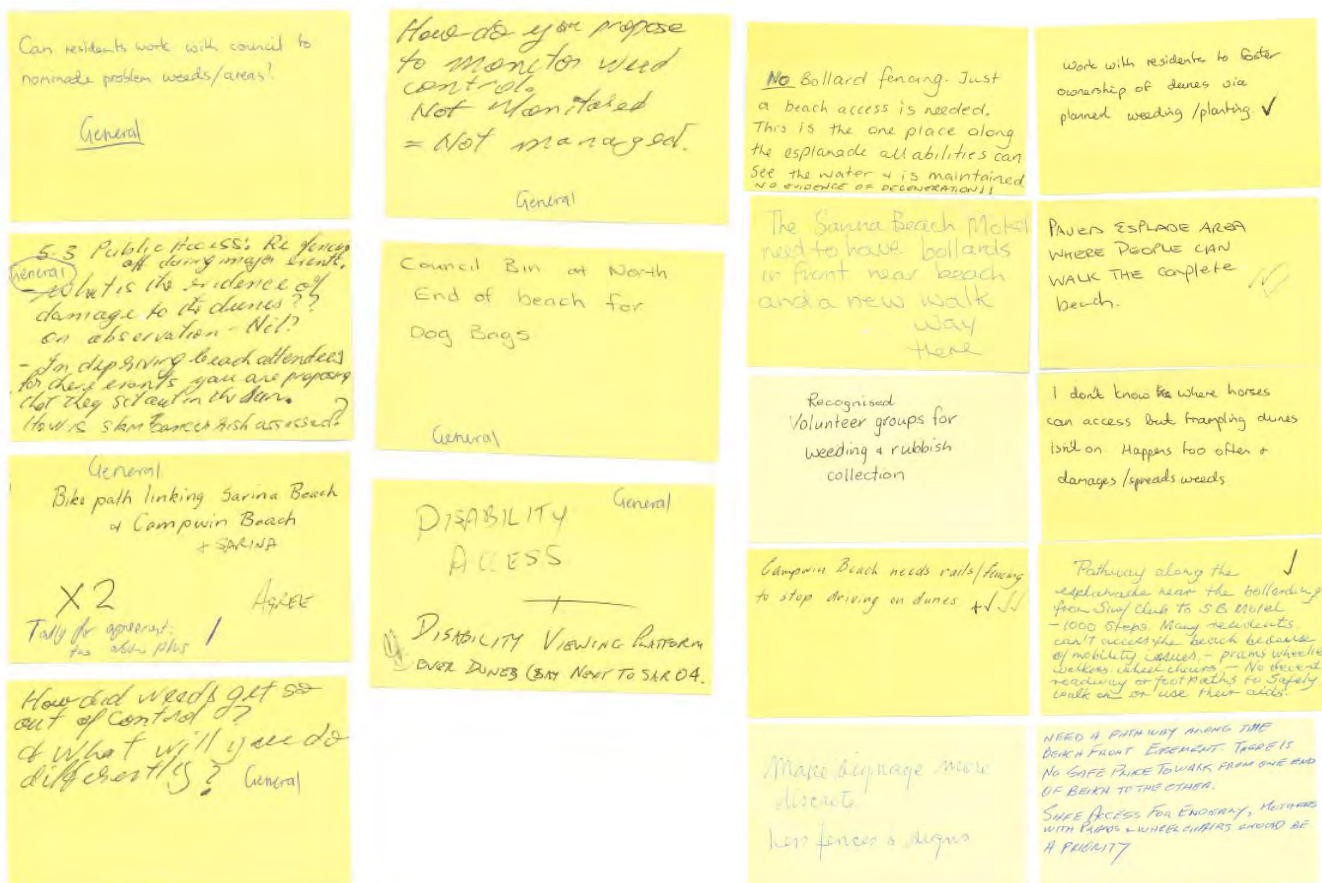 Can residents work with council to
nominate problem weeds/areas?
General
5.3 Public Access: Re fencing
off during major events.
General
- What is the evidence of
damage to the dunes??
on observation - Nil?
- In depriving beach attendees
for these events you are proposing
that they sit out in the sun.
How is skin cancer risk assessed?
General
Bike path linking Sarina Beach
& Campwin Beach
+ SARINA
X2
AGREE
Tally for agreement:
too above plus
How did weeds get so
out of control?
& What will you do
differently?
General
How do you propose
to monitor weed
control.
Not Monitored
= Not managed.
General
Council Bin at North
End of beach for
Dog Bags
General
General
DISABILITY
ACCESS
DISABILITY VIEWING PLATFORM
OVER DUNES (SAY NEXT TO SAR 04.
NO Bollard fencing. Just
a beach access is needed.
This is the one place along
the esplanade all abilities can
see the water & is maintained
NO EVIDENCE OF DEGENERATION!!
The Sarina Beach Motel
need to have bollards
in front near beach
and a new walk
way
there
Recognised
Volunteer groups for
weeding & rubbish
collection
Campwin Beach needs rails/fencing
to stop driving on dunes +✓✓✓
Make signage more
discrete
Less fences & signs
Work with residents to foster
ownership of dunes via
planned weeding/planting. ✓
PAVED ESPLADE AREA
WHERE PEOPLE CAN
WALK THE complete
beach.
I don't know where horses
can access but trampling dunes
isn't on. Happens too often &
damages/spreads weeds
Pathway along the ✓
esplanade near the bollarding
from Surf Club to SB Motel
- 1000 Steps. Many residents
can't access the beach because
of mobility issues, - prams wheelie
walkers wheel chairs, - No decent
roadway or footpaths to safely
walk on or use their aids.
NEED A PATHWAY ALONG THE
BEACH FRONT EASEMENT. THERE IS
NO SAFE PLACE TO WALK FROM ONE END
OF BEACH TO THE OTHER.
SAFE ACCESS FOR ELDERLY, MOTHERS
WITH PRAMS & WHEELCHAIRS SHOULD BE
A PRIORITY